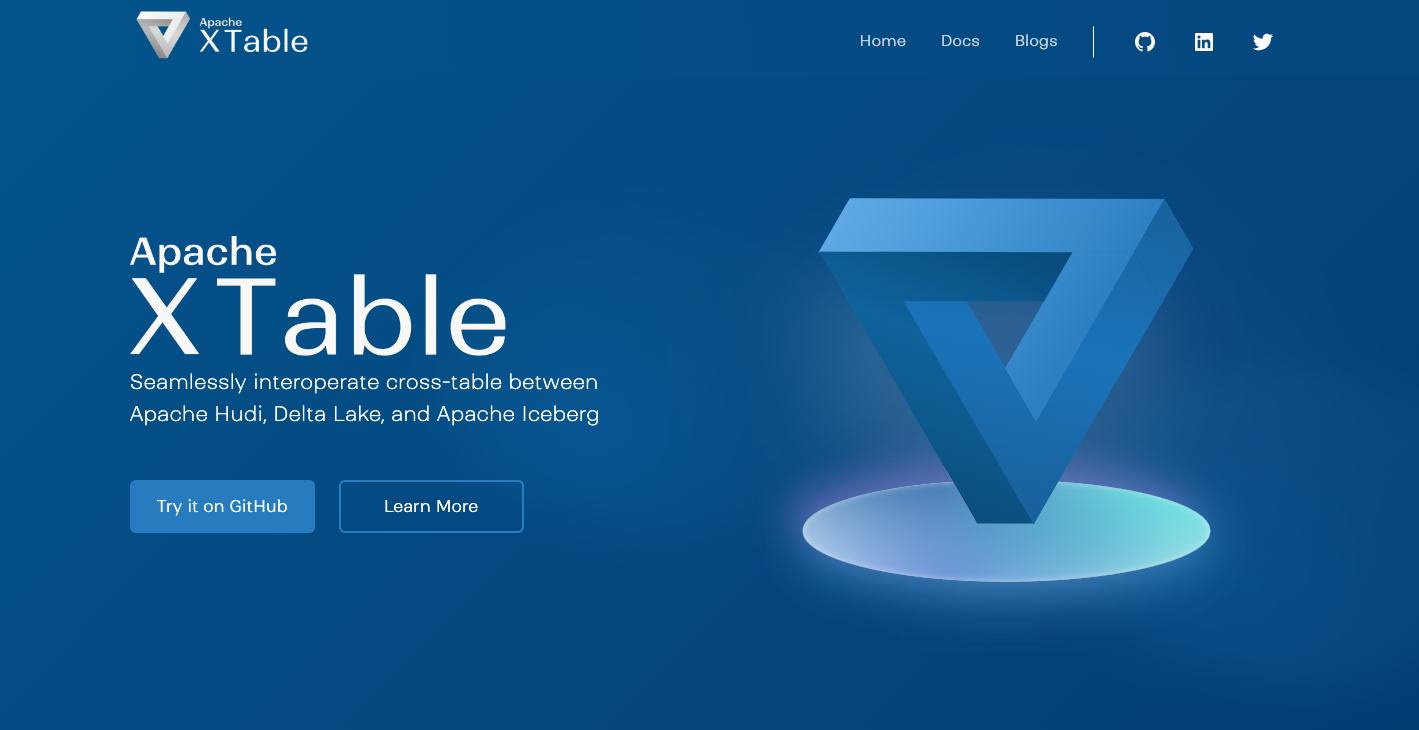 Apache
XTable
Home Docs Blogs
Apache
XTable
Seamlessly interoperate cross-table between
Apache Hudi, Delta Lake, and Apache Iceberg
Try it on GitHub Learn More